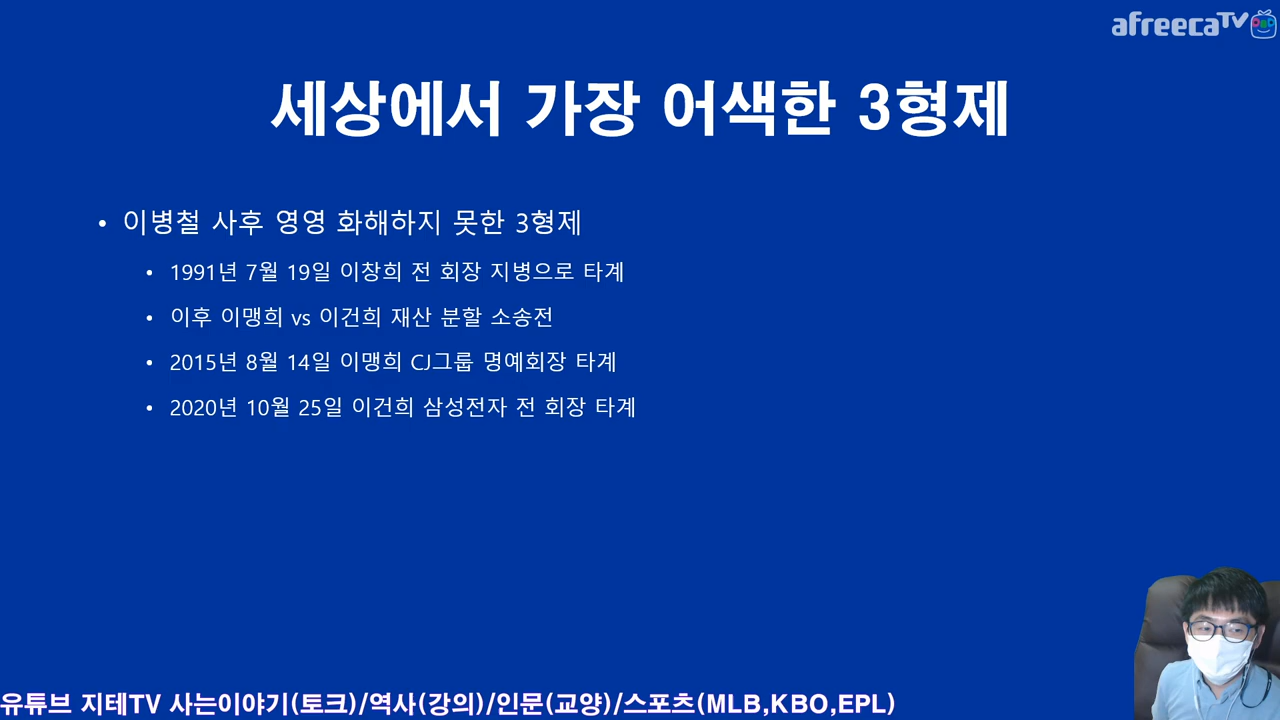 afreecaTV
세상에서 가장 어색한 3형제
• 이병철 사후 영영 화해하지 못한 3형제
• 1991년 7월 19일 이창희 전 회장 지병으로 타계
• 이후 이맹희 vs 이건희 재산 분할 소송전
• 2015년 8월 14일 이맹희 CJ그룹 명예회장 타계
• 2020년 10월 25일 이건희 삼성전자 전 회장 타계
유튜브 지테TV 사는이야기(토크)/역사(강의)/인문(교양)/스포츠(MLB,KBO,EPL)